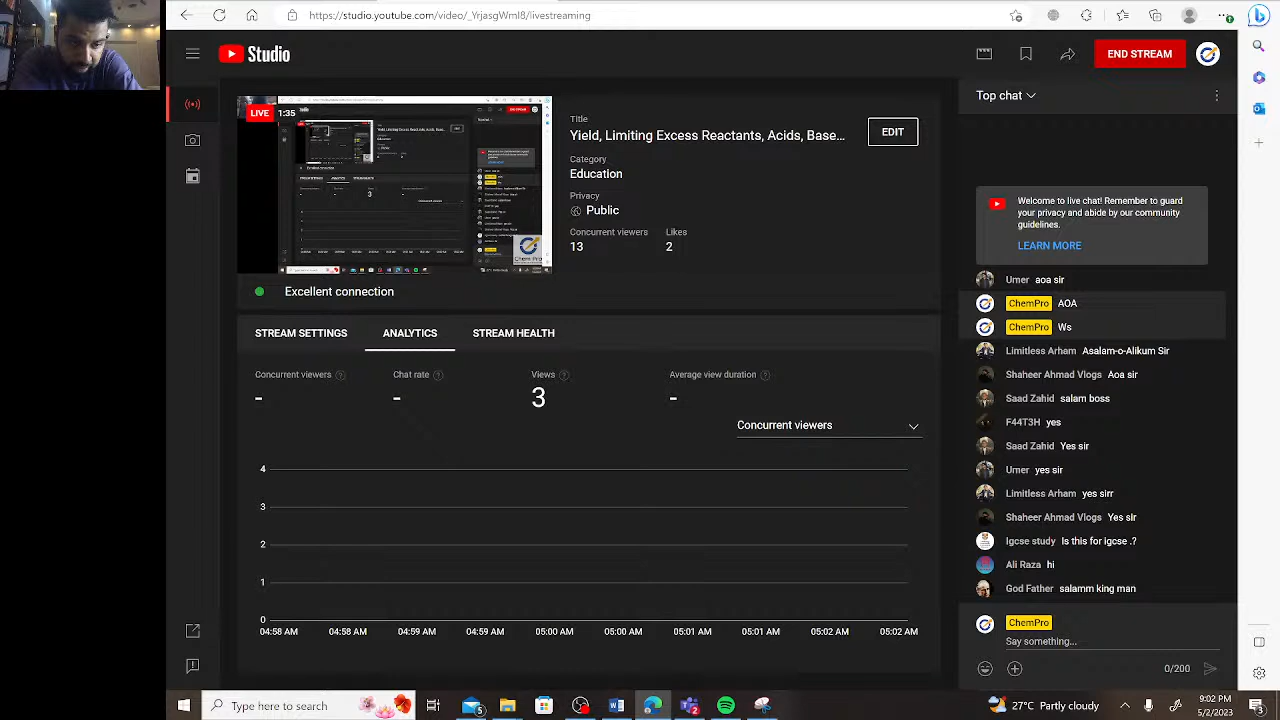 https://studio.youtube.com/video/_YrjasgWmI8/livestreaming
Studio
END STREAM
LIVE 1:35
Title
Yield, Limiting Excess Reactants, Acids, Base...
EDIT
Category
Education
Privacy
Public
Concurrent viewers Likes
13 2
Excellent connection
STREAM SETTINGS ANALYTICS STREAM HEALTH
Concurrent viewers Chat rate Views Average view duration
- - 3 -
Concurrent viewers
4
3
2
1
0
04:58 AM 04:58 AM 04:59 AM 04:59 AM 05:00 AM 05:00 AM 05:01 AM 05:01 AM 05:02 AM 05:02 AM
Top chat
Welcome to live chat! Remember to guard
your privacy and abide by our community
guidelines.
LEARN MORE
Umer aoa sir
ChemPro AOA
ChemPro Ws
Limitless Arham Asalam-o-Alikum Sir
Shaheer Ahmad Vlogs Aoa sir
Saad Zahid salam boss
F44T3H yes
Saad Zahid Yes sir
Umer yes sir
Limitless Arham yes sirr
Shaheer Ahmad Vlogs Yes sir
Igcse study Is this for igcse .?
Ali Raza hi
God Father salamm king man
ChemPro
Say something...
0/200
Type here to search
27°C Partly cloudy
9:02 PM
5/2/2023